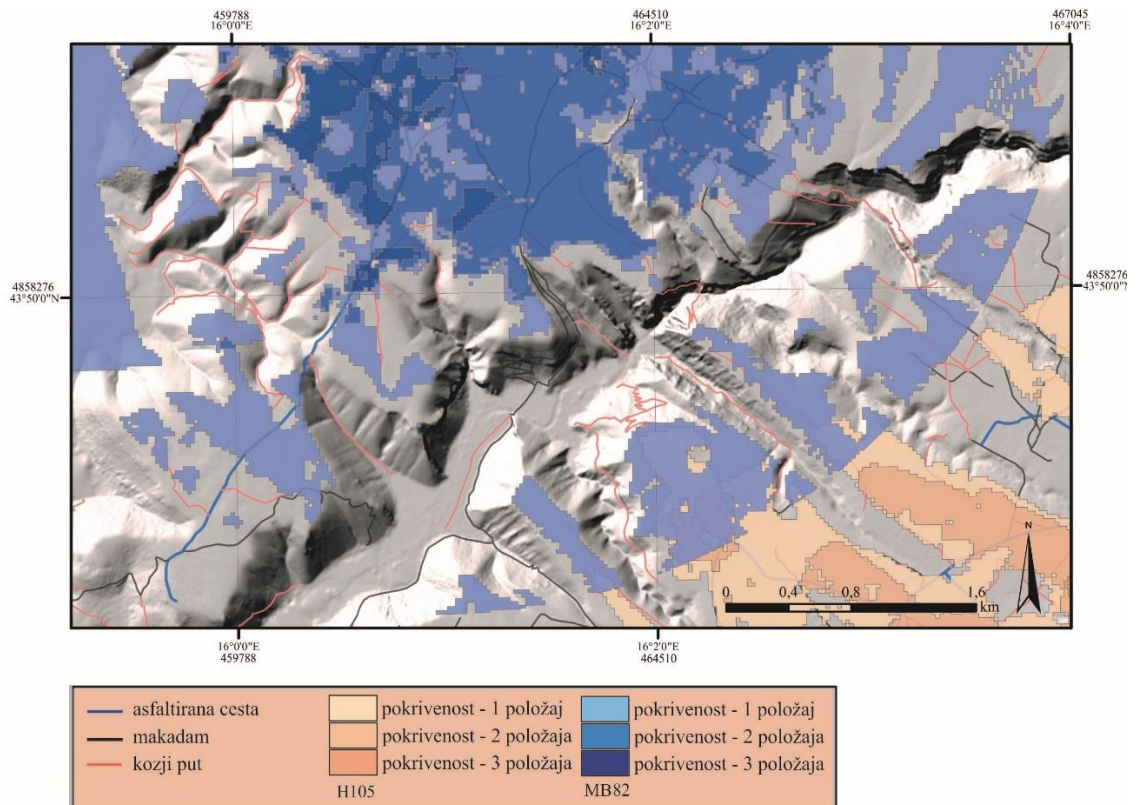 459788
16°0'0"E
464510
16°2'0"E
467045
16°4'0"E
4858276
43°50'0"N
4858276
43°50'0"N
N
0 0,4 0,8 1,6
km
16°0'0"E
459788
16°2'0"E
464510
asfaltirana cesta
makadam
kozji put
pokrivenost - 1 položaj
pokrivenost - 2 položaja
pokrivenost - 3 položaja
H105
pokrivenost - 1 položaj
pokrivenost - 2 položaja
pokrivenost - 3 položaja
MB82